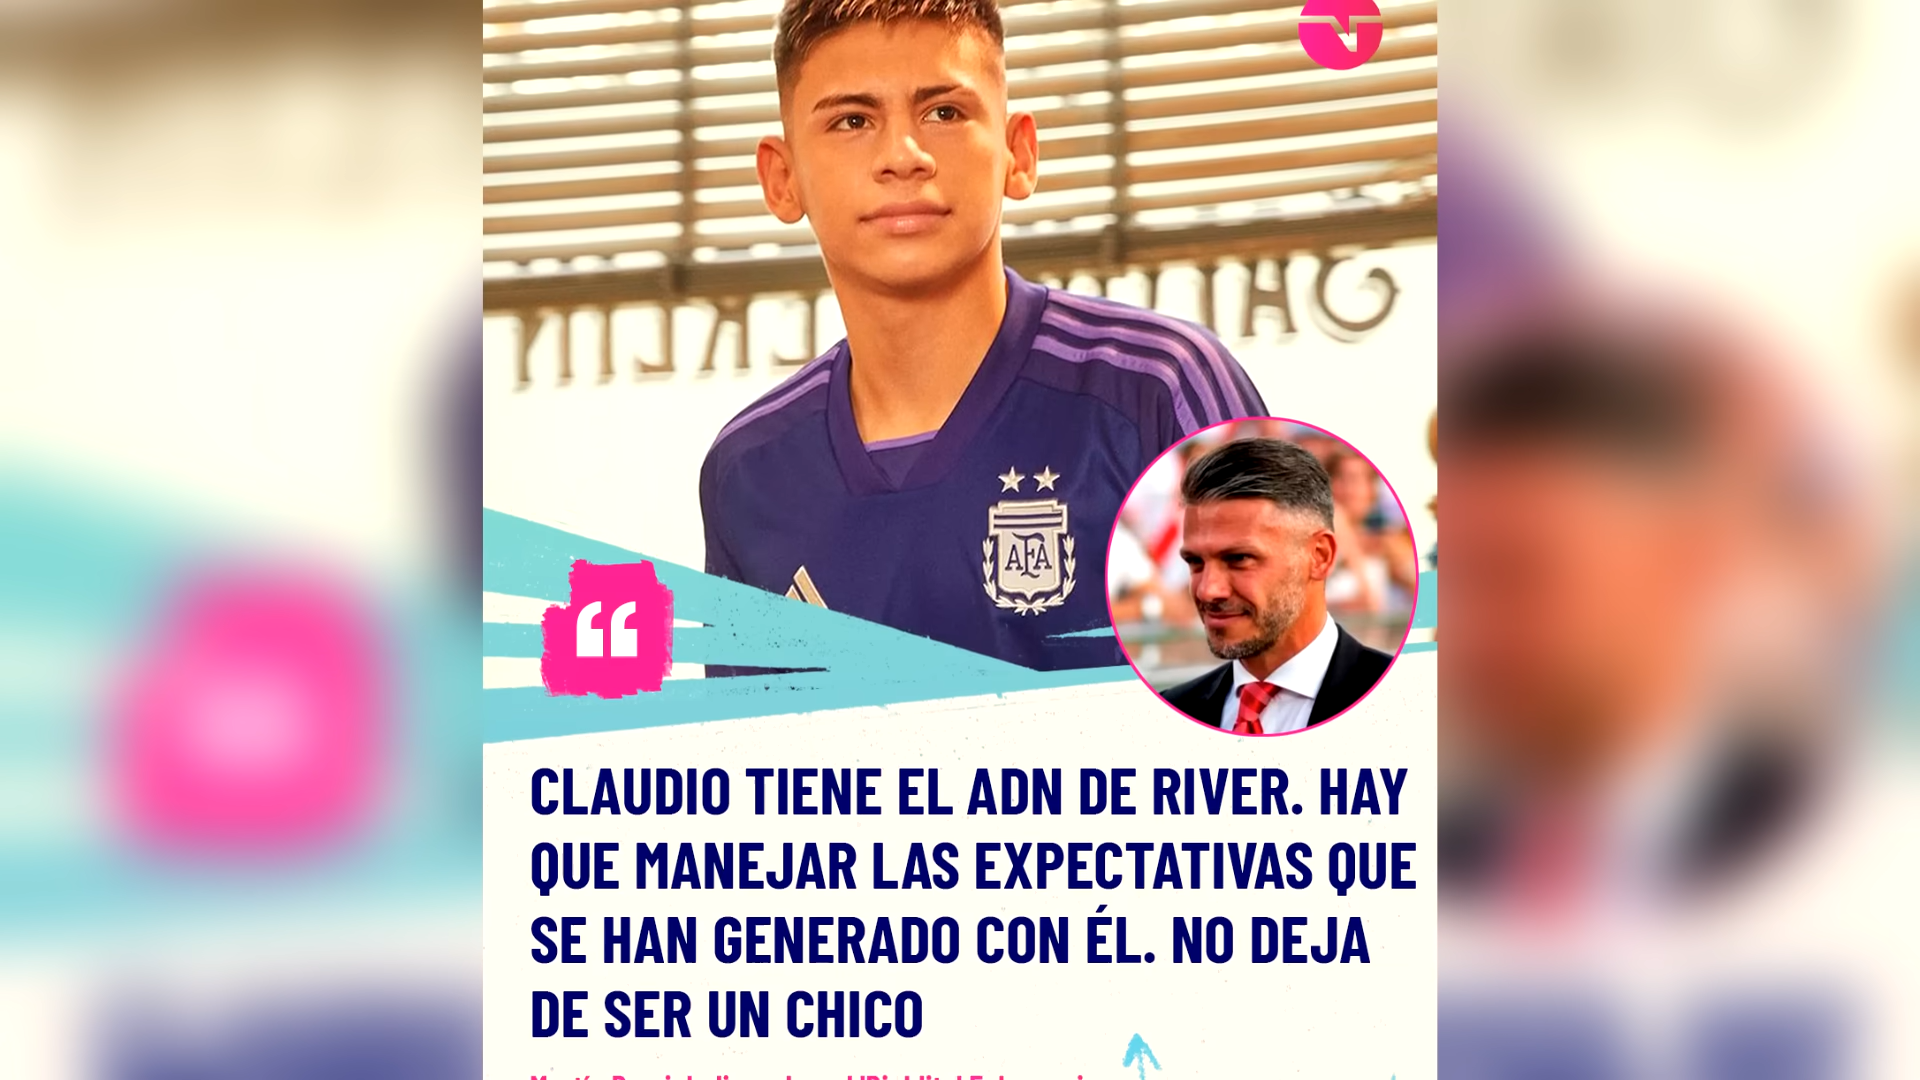 AFA
CLAUDIO TIENE EL ADN DE RIVER. HAY
QUE MANEJAR LAS EXPECTATIVAS QUE
SE HAN GENERADO CON ÉL. NO DEJA
DE SER UN CHICO